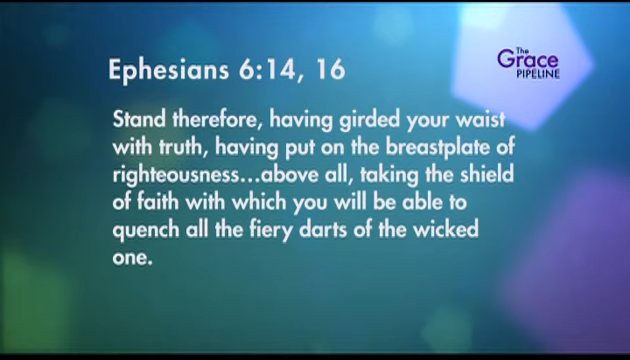 Ephesians 6:14, 16
The
Grace
PIPELINE
Stand therefore, having girded your waist
with truth, having put on the breastplate of
righteousness...above all, taking the shield
of faith with which you will be able to
quench all the fiery darts of the wicked
one.